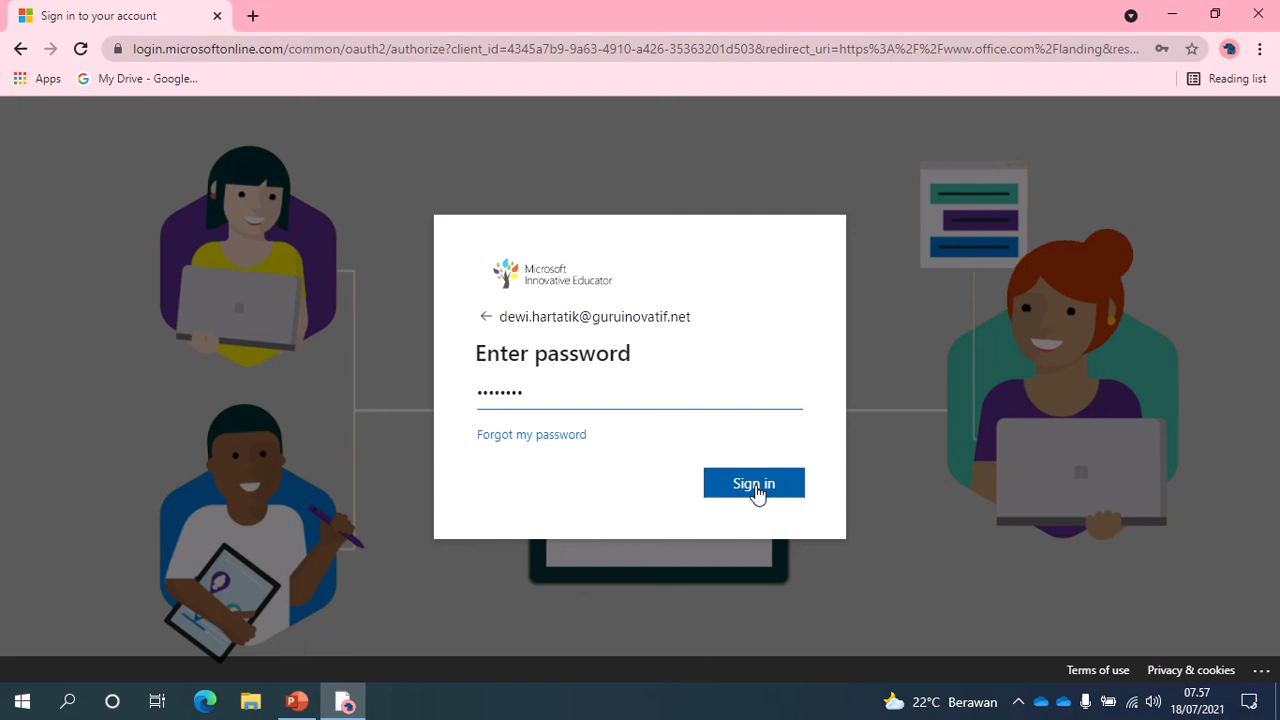 Sign in to your account
login.microsoftonline.com/common/oauth2/authorize?client_id=4345a7b9-9a63-4910-a426-35363201d503&redirect_uri=https%3A%2F%2Fwww.office.com%2Flanding&res...
Apps
My Drive - Google...
Reading list
Microsoft
Innovative Educator
dewi.hartatik@guruinovatif.net
Enter password
••••••••
Forgot my password
Sign in
Terms of use
Privacy & cookies
...
22°C Berawan
07.57
18/07/2021